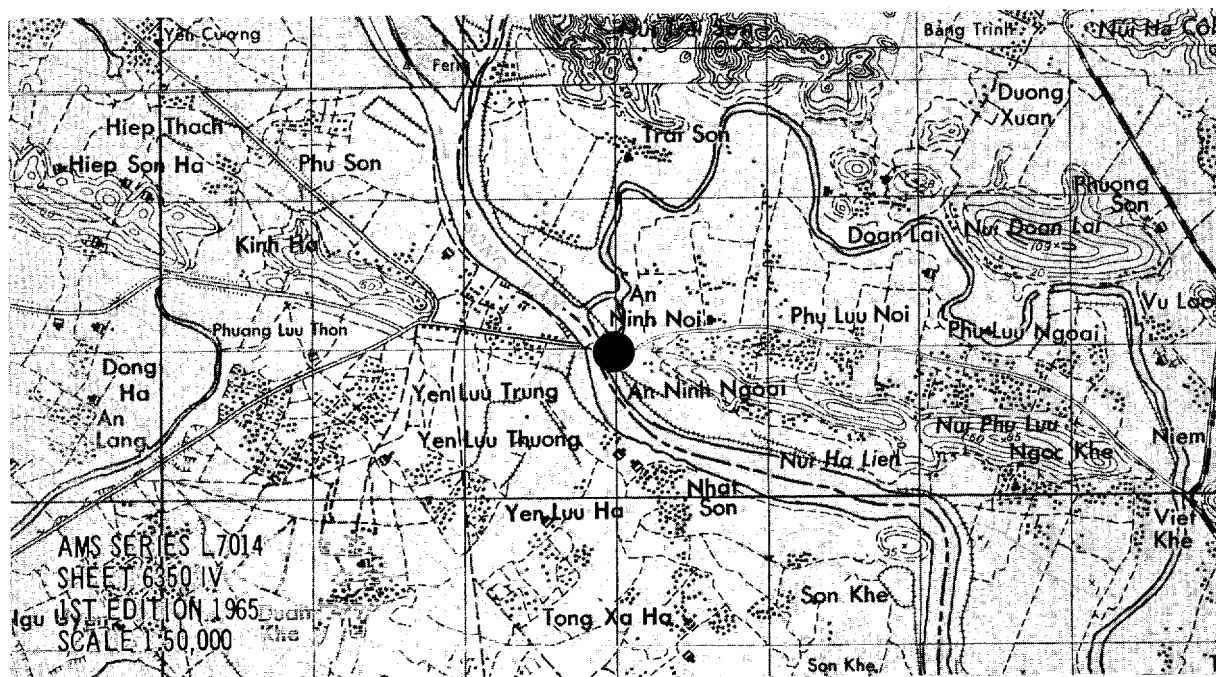 Yen Cuong
Nui Trai Son
Bang Trinh
Ferry
Duong
Xuan
Hiep Thach
Trai Son
Hiep Son Ha
Phu Son
Phuong
Son
Kinh Ha
Doan Lai
Nui Doan Lai
An
Ninh Noi
Phu Luu Noi
Vu Lao
Phuang Luu Thon
Phu Luu Ngoai
Dong
Ha
An
Lang
Yen Luu Trung
An Ninh Ngoai
Yen Luu Thuong
Nui Phu Luu
Niem
Ngoc Khe
Nui Ha Lien
Nhat
Son
Yen Luu Ha
Viet
Khe
AMS SERIES L7014
SHEET 6350 IV
1ST EDITION 1965
SCALE 1,50,000
Khe
Son Khe
Tong Xa Ha
Son Khe